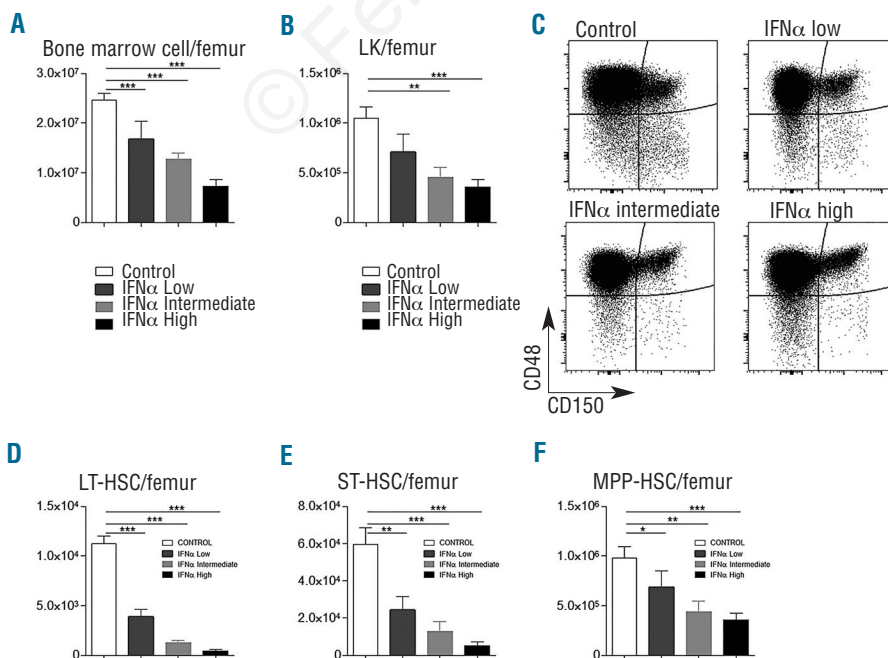 © Fe
A
Bone marrow cell/femur
***
***
***
3.0x10⁷
2.0x10⁷
1.0x10⁷
0
B
LK/femur
***
**
1.5x10⁶
1.0x10⁶
5.0x10⁵
0
Control
IFNα Low
IFNα Intermediate
IFNα High
Control
IFNα Low
IFNα Intermediate
IFNα High
C
Control
IFNα low
IFNα intermediate
IFNα high
CD48
CD150
D
LT-HSC/femur
***
***
***
1.5x10⁴
1.0x10⁴
5.0x10³
0
CONTROL
IFNα Low
IFNα Intermediate
IFNα High
E
ST-HSC/femur
***
***
**
8.0x10⁴
6.0x10⁴
4.0x10⁴
2.0x10⁴
0
CONTROL
IFNα Low
IFNα Intermediate
IFNα High
F
MPP-HSC/femur
***
**
*
1.5x10⁶
1.0x10⁶
5.0x10⁵
0
CONTROL
IFNα Low
IFNα Intermediate
IFNα High